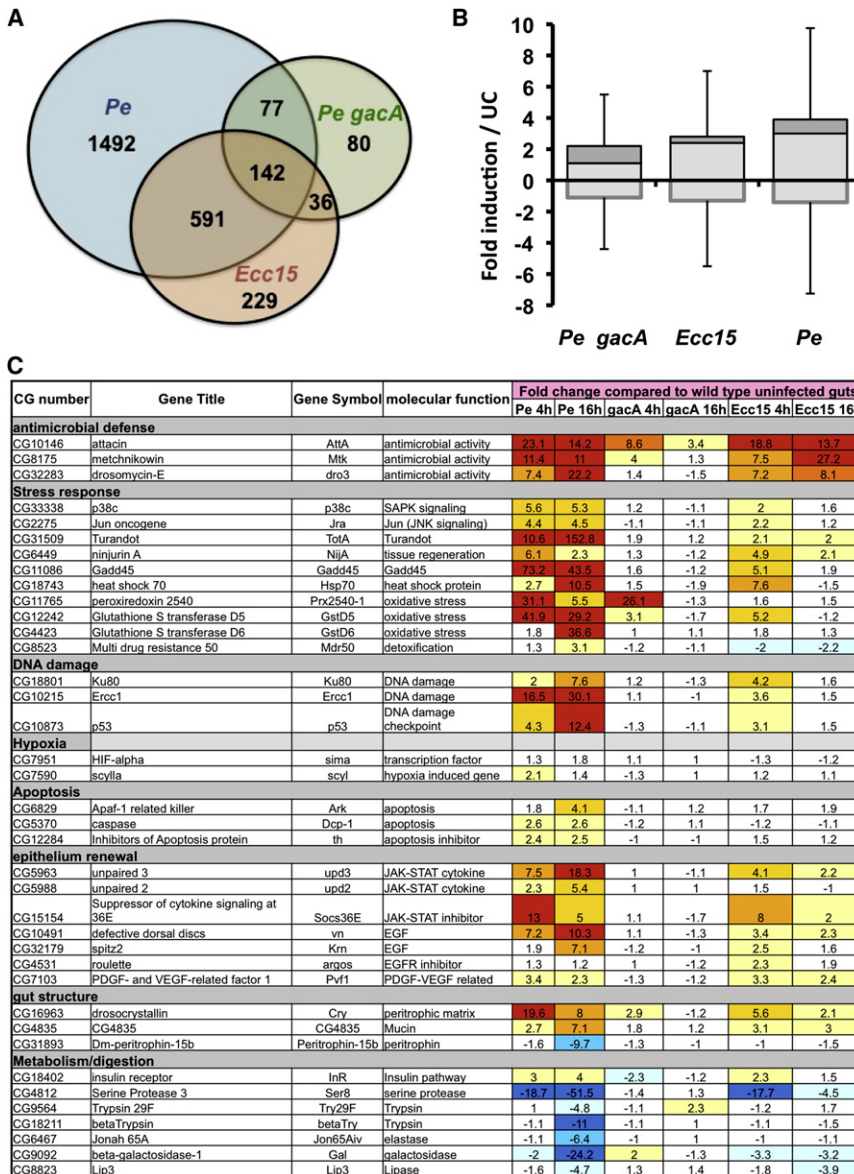 A
Pe
1492
77
Pe gacA
80
142
36
591
Ecc15
229
B
Fold induction / UC
10
8
6
4
2
0
-2
-4
-6
-8
Pe gacA Ecc15 Pe
C
CG number Gene Title Gene Symbol molecular function Fold change compared to wild type uninfected guts
Pe 4h Pe 16h gacA 4h gacA 16h Ecc15 4h Ecc15 16
antimicrobial defense
CG10146 attacin AttA antimicrobial activity 23.1 14.2 8.6 3.4 18.8 13.7
CG8175 metchnikowin Mtk antimicrobial activity 11.4 11 4 1.3 7.5 27.2
CG32283 drosomycin-E dro3 antimicrobial activity 7.4 22.2 1.4 -1.5 7.2 8.1
Stress response
CG33338 p38c p38c SAPK signaling 5.6 5.3 1.2 -1.1 2 1.6
CG2275 Jun oncogene Jra Jun (JNK signaling) 4.4 4.5 -1.1 -1.1 2.2 1.2
CG31509 Turandot TotA Turandot 10.6 152.8 1.9 1.2 2.1 2
CG6449 ninjurin A NijA tissue regeneration 6.1 2.3 1.3 -1.2 4.9 2.1
CG11086 Gadd45 Gadd45 Gadd45 73.2 43.5 1.6 -1.2 5.1 1.9
CG18743 heat shock 70 Hsp70 heat shock protein 2.7 10.5 1.5 -1.9 7.6 -1.5
CG11765 peroxiredoxin 2540 Prx2540-1 oxidative stress 31.1 5.5 26.1 -1.3 1.6 1.5
CG12242 Glutathione S transferase D5 GstD5 oxidative stress 41.9 29.2 3.1 -1.7 5.2 -1.2
CG4423 Glutathione S transferase D6 GstD6 oxidative stress 1.8 36.6 1 1.1 1.8 1.3
CG8523 Multi drug resistance 50 Mdr50 detoxification 1.3 3.1 -1.2 -1.1 -2 -2.2
DNA damage
CG18801 Ku80 Ku80 DNA damage 2 7.6 1.2 -1.3 4.2 1.6
CG10215 Ercc1 Ercc1 DNA damage 16.5 30.1 1.1 -1 3.6 1.5
CG10873 p53 p53 DNA damage checkpoint 4.3 12.4 -1.3 -1.1 3.1 1.5
Hypoxia
CG7951 HIF-alpha sima transcription factor 1.3 1.8 1.1 1 -1.3 -1.2
CG7590 scylla scyl hypoxia induced gene 2.1 1.4 -1.3 1 1.2 1.1
Apoptosis
CG6829 Apaf-1 related killer Ark apoptosis 1.8 4.1 -1.1 1.2 1.7 1.9
CG5370 caspase Dcp-1 apoptosis 2.6 2.6 -1.2 1.1 -1.2 -1.1
CG12284 Inhibitors of Apoptosis protein th apoptosis inhibitor 2.4 2.5 -1 -1 1.5 1.2
epithelium renewal
CG5963 unpaired 3 upd3 JAK-STAT cytokine 7.5 18.3 1 -1.1 4.1 2.2
CG5988 unpaired 2 upd2 JAK-STAT cytokine 2.3 5.4 1 1 1.5 -1
CG15154 Suppressor of cytokine signaling at 36E Socs36E JAK-STAT inhibitor 13 5 1.1 -1.7 8 2
CG10491 defective dorsal discs vn EGF 7.2 10.3 1.1 -1.3 3.4 2.3
CG32179 spitz2 Krn EGF 1.9 7.1 -1.2 -1 2.5 1.6
CG4531 roulette argos EGFR inhibitor 1.3 1.2 1 -1.2 2.3 1.9
CG7103 PDGF- and VEGF-related factor 1 Pvf1 PDGF-VEGF related 3.4 2.3 -1.3 -1.2 3.3 2.4
gut structure
CG16963 drosocrystallin Cry peritrophic matrix 19.6 8 2.9 -1.2 5.6 2.1
CG4835 CG4835 CG4835 Mucin 2.7 7.1 1.8 1.2 3.1 3
CG31893 Dm-peritrophin-15b Peritrophin-15b peritrophin -1.6 -9.7 -1.3 -1 -1 -1.5
Metabolism/digestion
CG18402 insulin receptor InR Insulin pathway 3 4 -2.3 -1.2 2.3 1.5
CG4812 Serine Protease 3 Ser8 serine protease -18.7 -51.5 -1.4 1.3 -17.7 -4.5
CG9564 Trypsin 29F Try29F Trypsin 1 -4.8 -1.1 2.3 -1.2 1.7
CG18211 betaTrypsin betaTry Trypsin -1.1 -11 -1.1 1 -1.1 -1.5
CG6467 Jonah 65A Jon65Aiv elastase -1.1 -6.4 -1 1 -1 -1.1
CG9092 beta-galactosidase-1 Gal galactosidase -2 -24.2 2 -1.3 -3.3 -3.2
CG8823 Lip3 Lip3 Lipase -1.6 -4.7 1.3 1.4 -1.8 -3.9